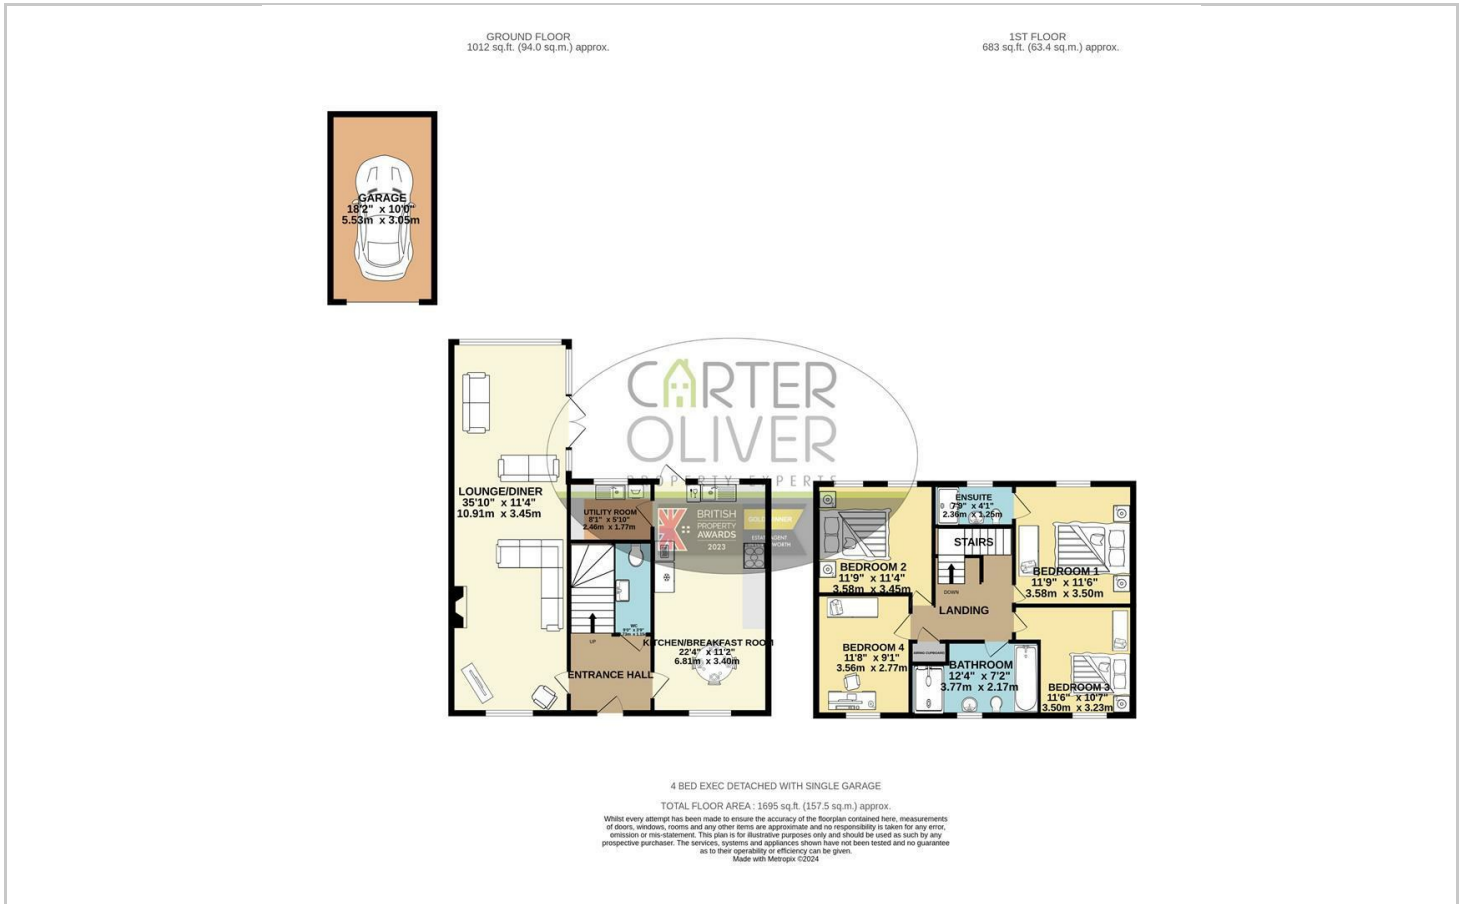 GROUND FLOOR
1012 sq.ft. (94.0 sq.m.) approx.
1ST FLOOR
683 sq.ft. (63.4 sq.m.) approx.
GARAGE
18'2" x 10'0"
5.53m x 3.05m
CARTER
OLIVER
PROPERTY EXPERTS
BRITISH
PROPERTY
AWARDS
2023
GOLD WINNER
ESTATE AGENT
LOUNGE/DINER
35'10" x 11'4"
10.91m x 3.45m
UTILITY ROOM
8'1" x 5'10"
2.46m x 1.77m
WC
UP
ENTRANCE HALL
KITCHEN/BREAKFAST ROOM
22'4" x 11'2"
6.81m x 3.40m
ENSUITE
7'9" x 4'1"
2.36m x 1.25m
STAIRS
BEDROOM 2
11'9" x 11'4"
3.58m x 3.45m
BEDROOM 1
11'9" x 11'6"
3.58m x 3.50m
DOWN
LANDING
BEDROOM 4
11'8" x 9'1"
3.56m x 2.77m
AIRING CUPBOARD
BATHROOM
12'4" x 7'2"
3.77m x 2.17m
BEDROOM 3
11'6" x 10'7"
3.50m x 3.23m
4 BED EXEC DETACHED WITH SINGLE GARAGE
TOTAL FLOOR AREA : 1695 sq.ft. (157.5 sq.m.) approx.
Whilst every attempt has been made to ensure the accuracy of the floorplan contained here, measurements
of doors, windows, rooms and any other items are approximate and no responsibility is taken for any error,
omission or mis-statement. This plan is for illustrative purposes only and should be used as such by any
prospective purchaser. The services, systems and appliances shown have not been tested and no guarantee
as to their operability or efficiency can be given.
Made with Metropix ©2024